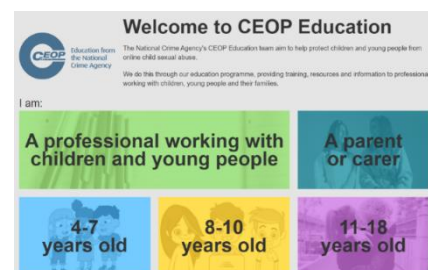 Welcome to CEOP Education
CEOP
Education from
the National
Crime Agency
The National Crime Agency's CEOP Education team aim to help protect children and young people from
online child sexual abuse.
We do this through our education programme, providing training, resources and information to professiona
working with children, young people and their families.
I am:
A professional working with
children and young people
A parent
or carer
4-7
years old
8-10
years old
11-18
years old